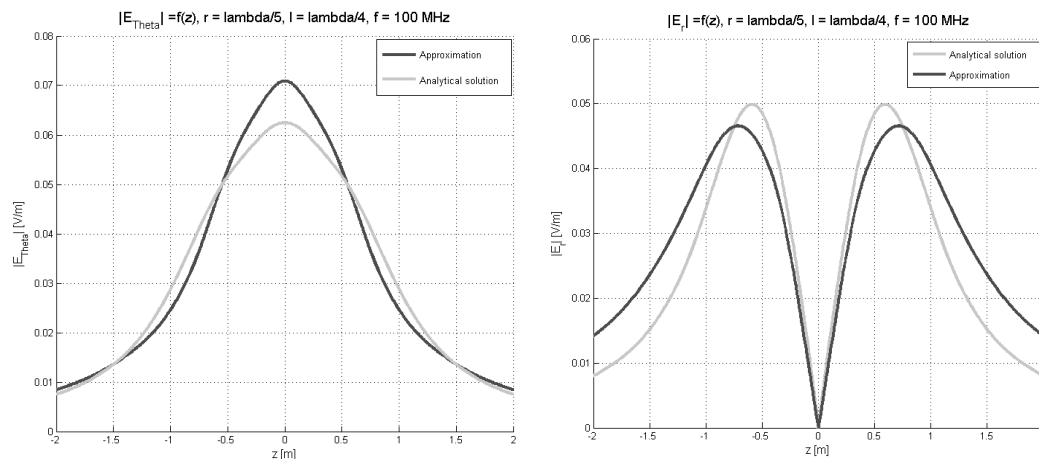 |E_Theta| =f(z), r = lambda/5, l = lambda/4, f = 100 MHz
0.08
0.07
0.06
0.05
0.04
0.03
0.02
0.01
0
|E_Theta| [V/m]
Approximation
Analytical solution
-2 -1.5 -1 -0.5 0 0.5 1 1.5 2
z [m]
|E_r| =f(z), r = lambda/5, l = lambda/4, f = 100 MHz
0.06
0.05
0.04
0.03
0.02
0.01
0
|E_r| [V/m]
Analytical solution
Approximation
-2 -1.5 -1 -0.5 0 0.5 1 1.5 2
z [m]